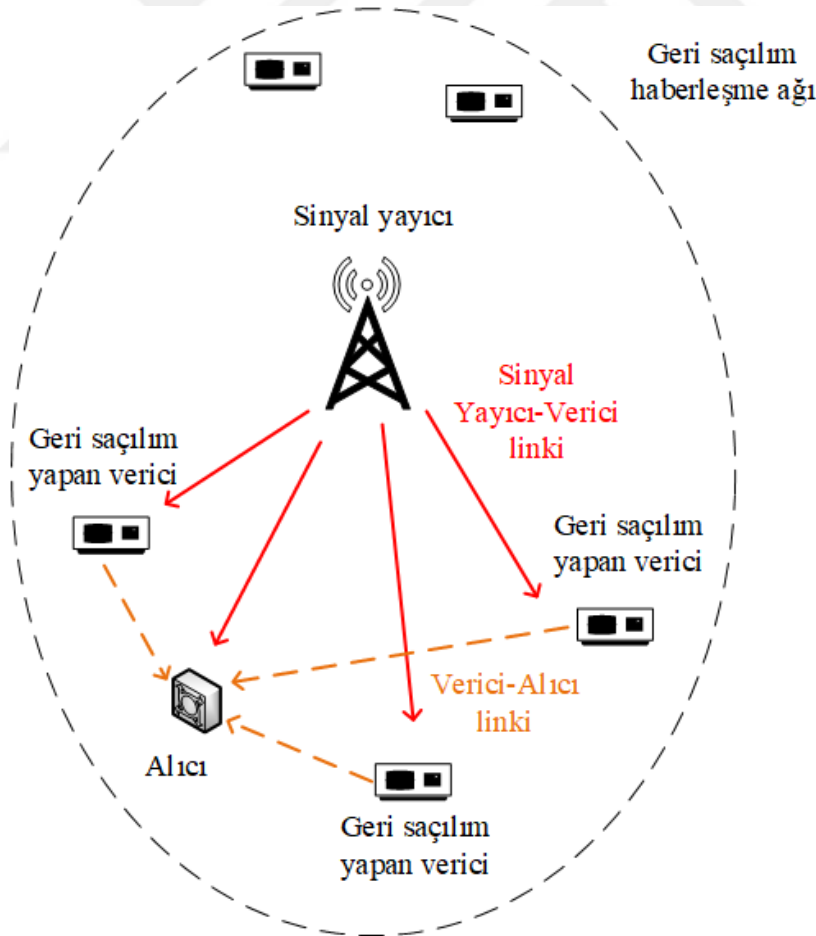 Geri saçılım
haberleşme ağı
Sinyal yayıcı
Sinyal
Yayıcı-Verici
linki
Geri saçılım
yapan verici
Geri saçılım
yapan verici
Verici-Alıcı
linki
Alıcı
Geri saçılım
yapan verici